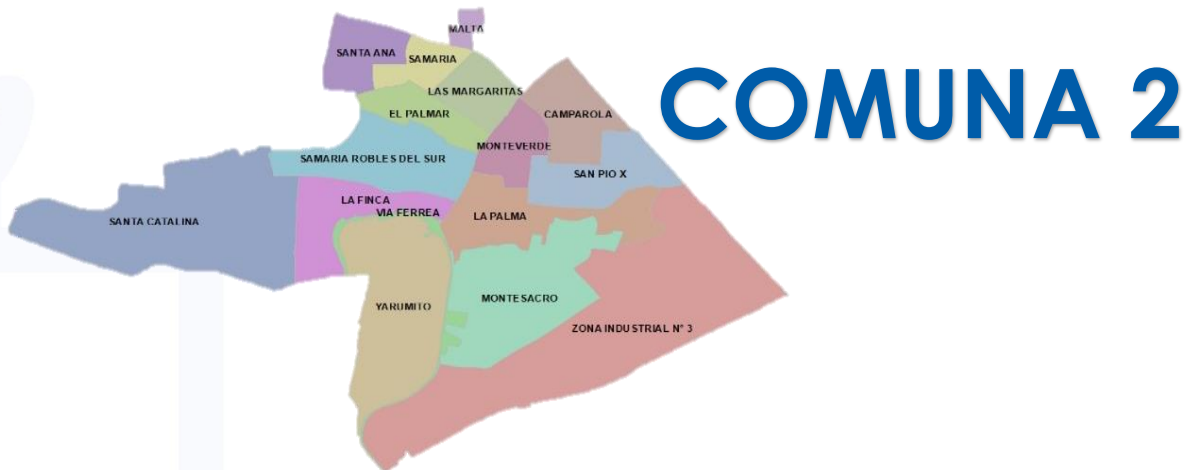 MALTA
SANTA ANA
SAMARIA
COMUNA 2
LAS MARGARITAS
EL PALMAR
CAMPAROLA
MONTEVERDE
SAMARIA ROBLES DEL SUR
SAN PIO X
LA FINCA
VIA FERREA
LA PALMA
SANTA CATALINA
MONTESACRO
YARUMITO
ZONA INDUSTRIAL N° 3